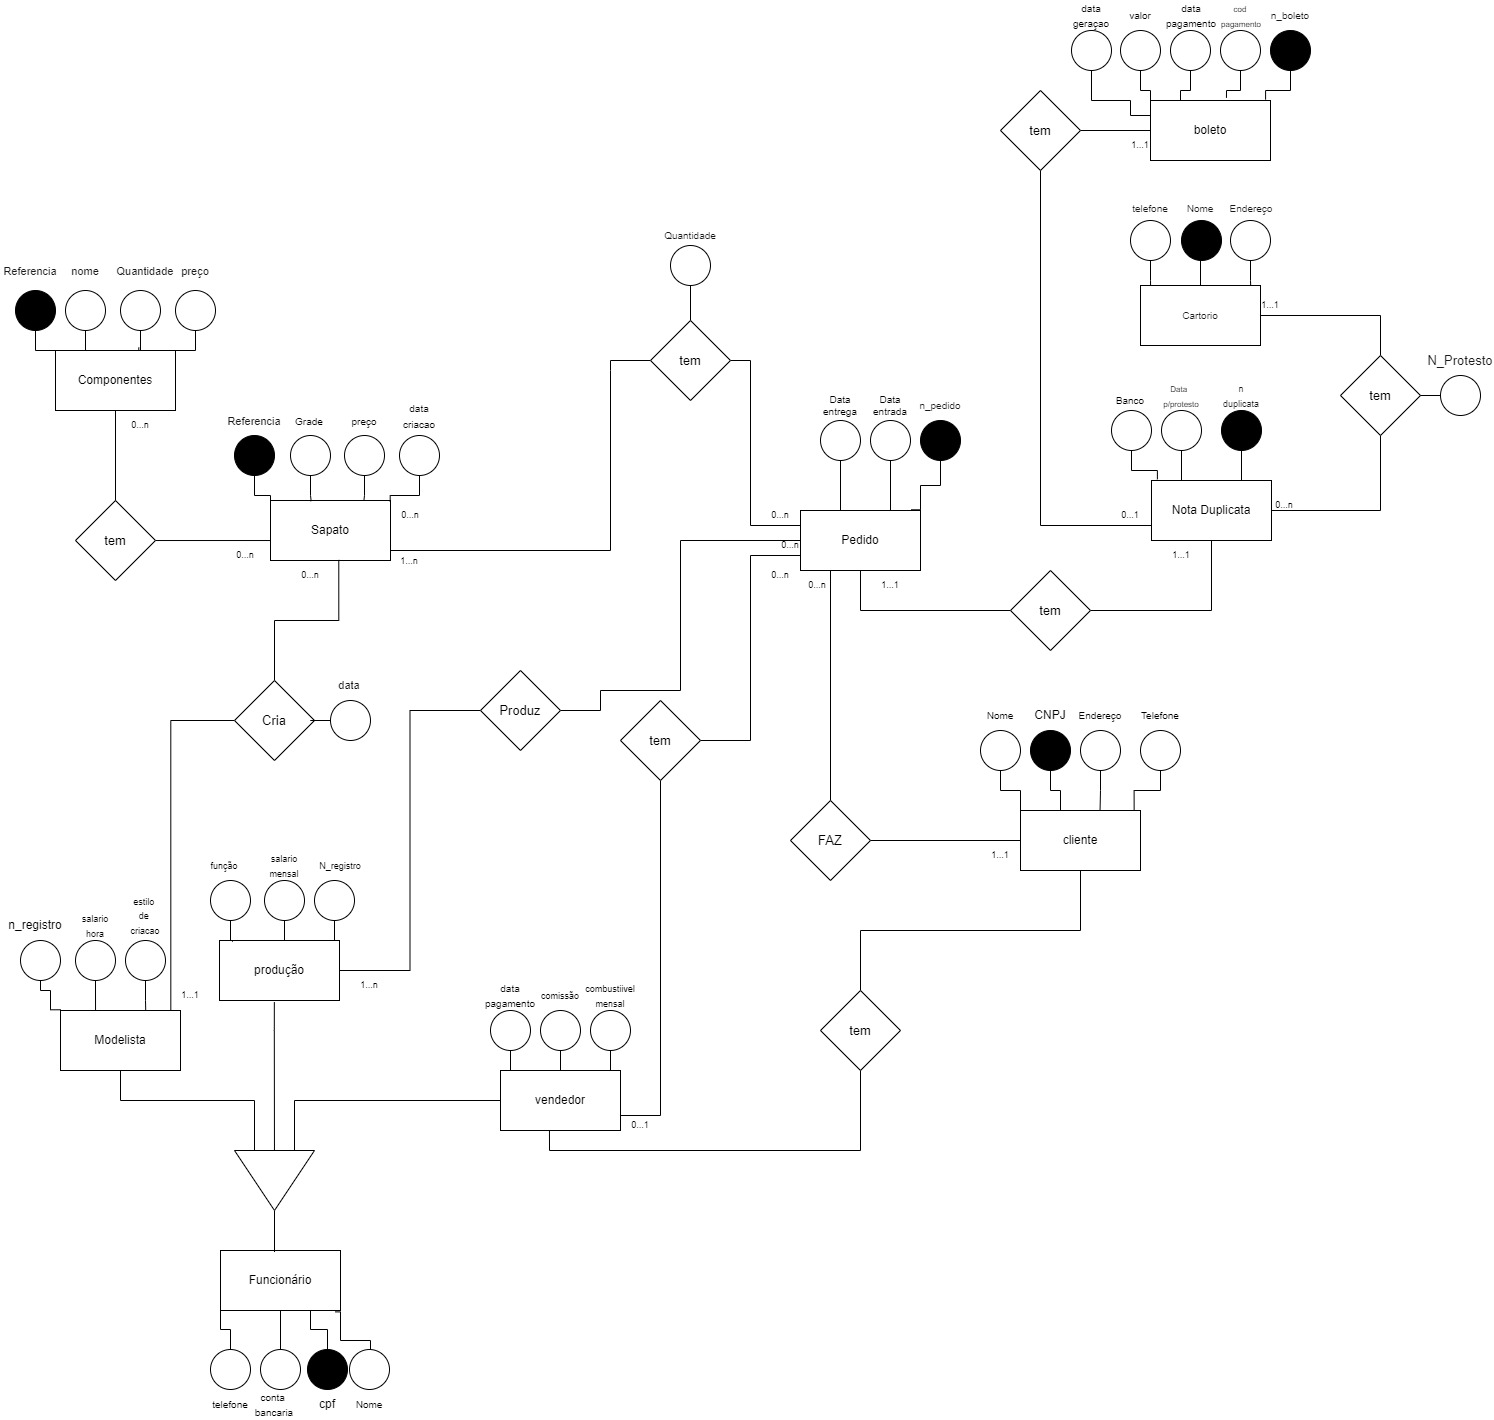 data
geraçao
valor
data
pagamento
cod
pagamento
n_boleto
boleto
tem
1...1
telefone
Nome
Endereço
Cartorio
1...1
Quantidade
tem
Referencia
nome
Quantidade
preço
Componentes
0...n
N_Protesto
tem
Banco
Data
p/protesto
n
duplicata
Nota Duplicata
0...n
0...1
1...1
Referencia
Grade
preço
data
criacao
Sapato
0...n
1...n
0...n
0...n
tem
Data
entrega
Data
entrada
n_pedido
Pedido
0...n
0...n
0...n
0...n
1...1
tem
Cria
data
Produz
tem
Nome
CNPJ
Endereço
Telefone
cliente
1...1
FAZ
função
salario
mensal
N_registro
produção
1...n
n_registro
salario
hora
estilo
de
criacao
1...1
Modelista
data
pagamento
comissão
combustiivel
mensal
vendedor
0...1
tem
Funcionário
telefone
conta
bancaria
cpf
Nome